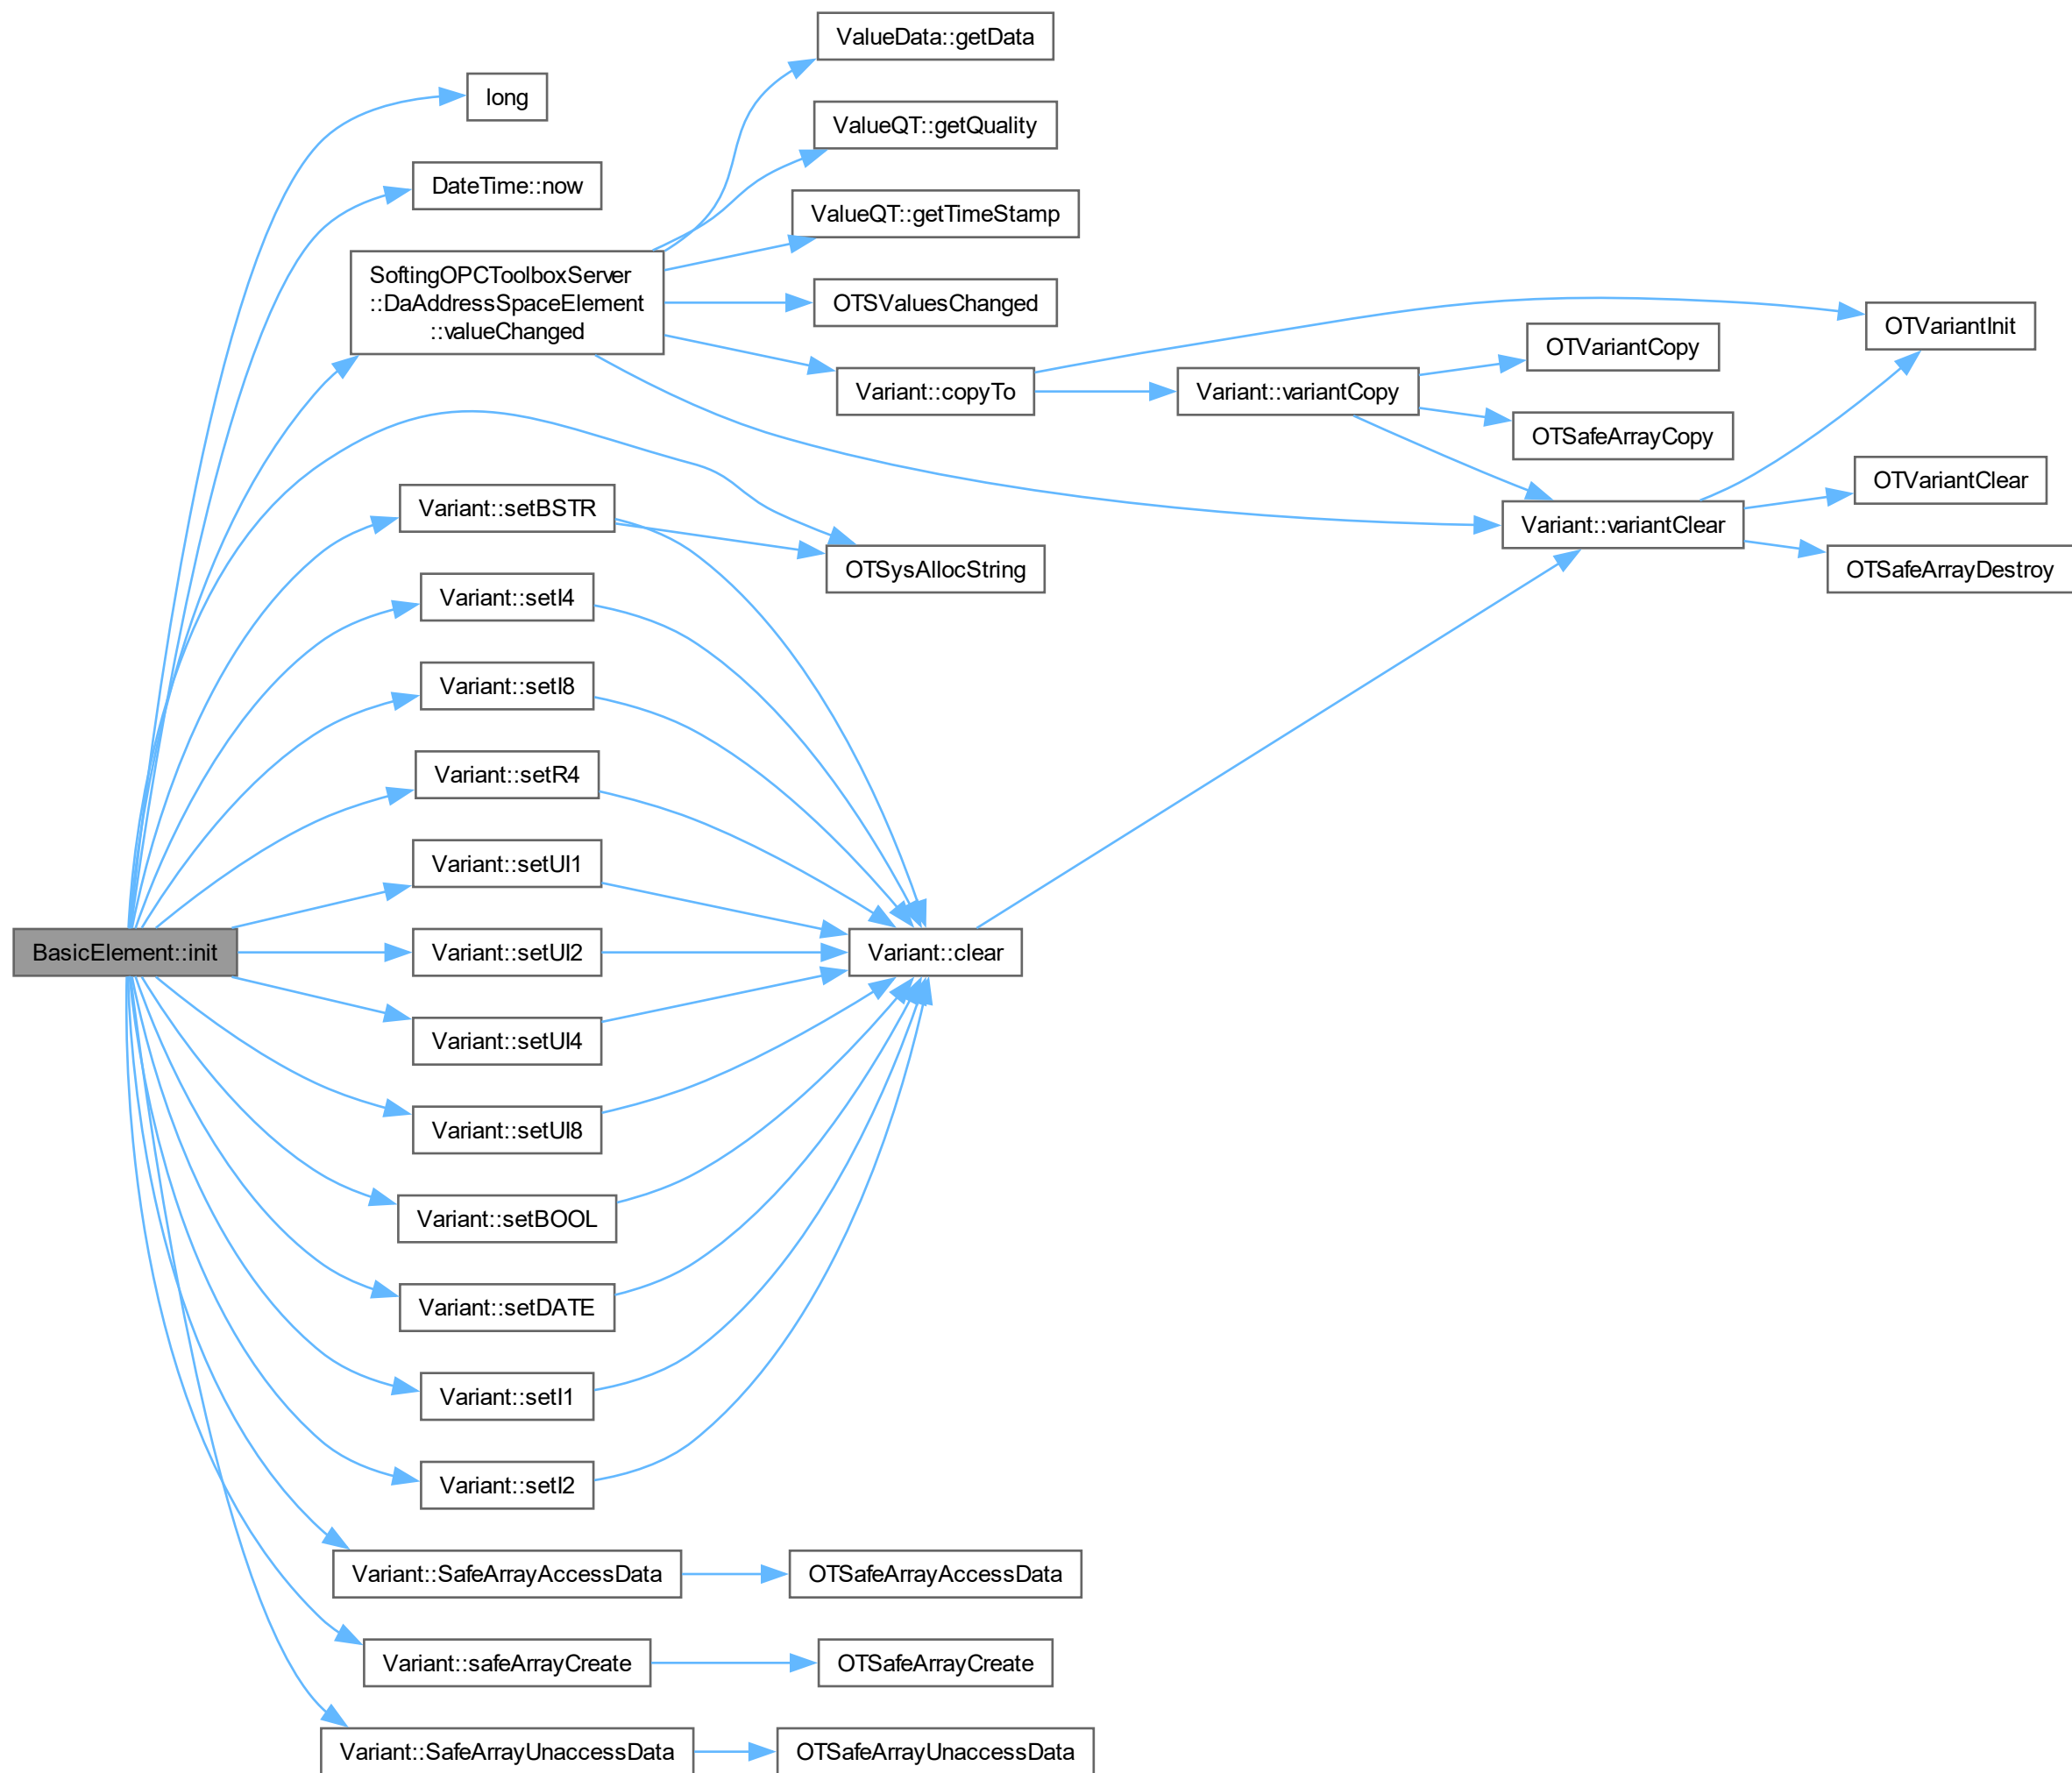 ValueData::getData
long
ValueQT::getQuality
DateTime::now
ValueQT::getTimeStamp
SoftingOPCToolboxServer
::DaAddressSpaceElement
::valueChanged
OTSValuesChanged
OTVariantInit
OTVariantCopy
Variant::copyTo
Variant::variantCopy
OTSafeArrayCopy
OTVariantClear
Variant::setBSTR
Variant::variantClear
OTSysAllocString
OTSafeArrayDestroy
Variant::setI4
Variant::setI8
Variant::setR4
Variant::setUI1
BasicElement::init
Variant::setUI2
Variant::clear
Variant::setUI4
Variant::setUI8
Variant::setBOOL
Variant::setDATE
Variant::setI1
Variant::setI2
Variant::SafeArrayAccessData
OTSafeArrayAccessData
Variant::safeArrayCreate
OTSafeArrayCreate
Variant::SafeArrayUnaccessData
OTSafeArrayUnaccessData